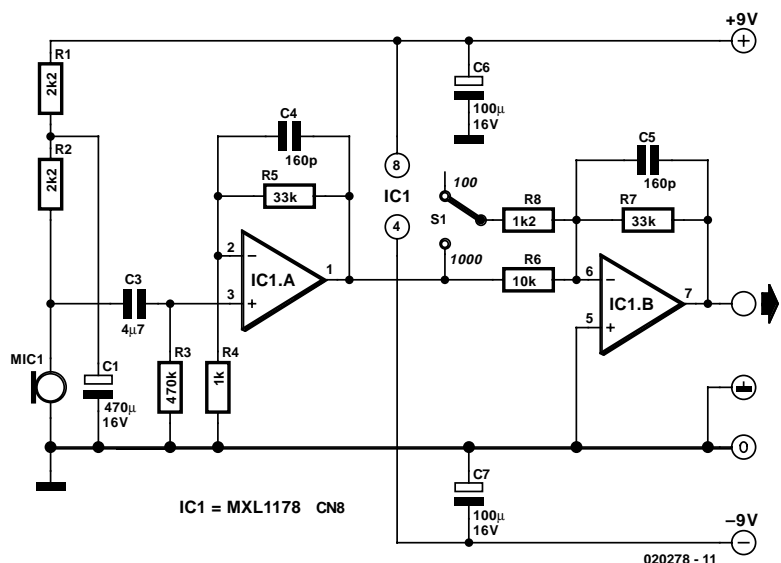 +9V
R1
2k2
C6
100µ
16V
C4
160p
C5
160p
R2
2k2
R5
33k
8
IC1
4
100
S1
1000
R8
1k2
R7
33k
2
−
IC1.A
1
3
+
R6
10k
6
−
IC1.B
7
5
+
C3
4µ7
MIC1
C1
470µ
16V
R3
470k
R4
1k
0
C7
100µ
16V
IC1 = MXL1178 CN8
−9V
020278 - 11